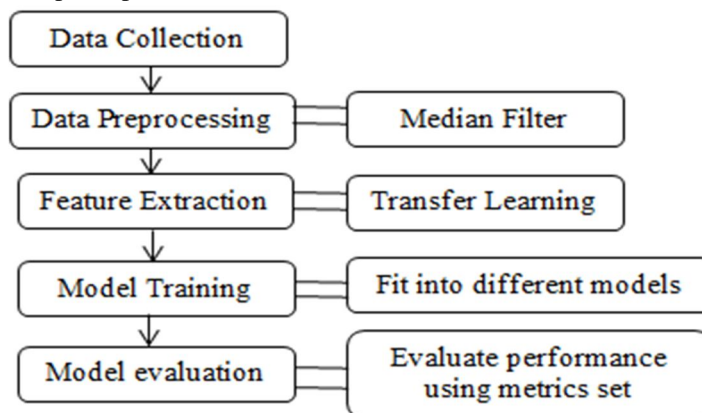 Data Collection
Data Preprocessing
Median Filter
Feature Extraction
Transfer Learning
Model Training
Fit into different models
Model evaluation
Evaluate performance
using metrics set